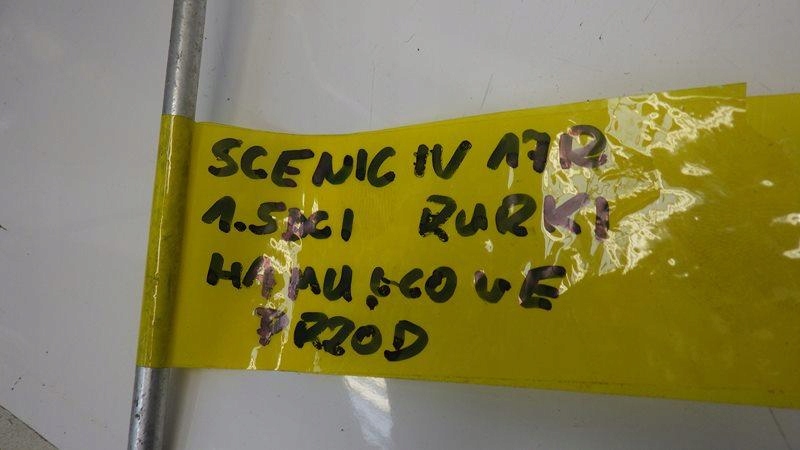 SCENIC IV 17R
1.5DCI RURKI
HAMULCOWE
PRZOD